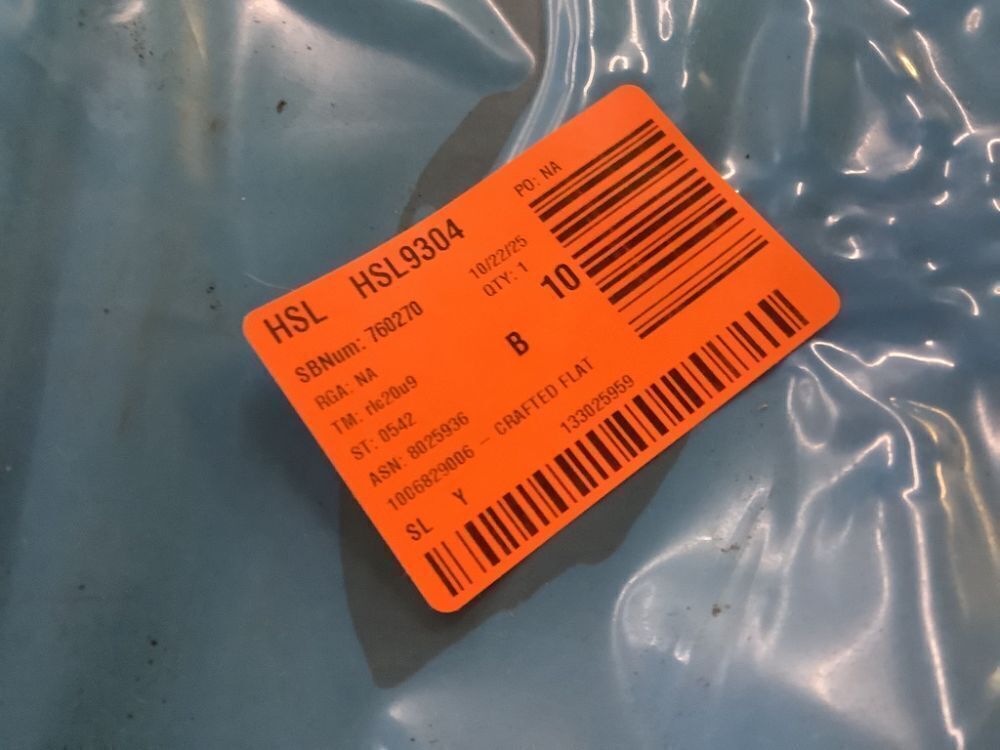 HSL HSL9304 PO: NA
SBNum: 760270 10/22/25
RGA: NA QTY: 1
TM: rlc20u9 10
ST: 0542 B
ASN: 8025936
1006829006 – CRAFTED FLAT
SL Y 133025959